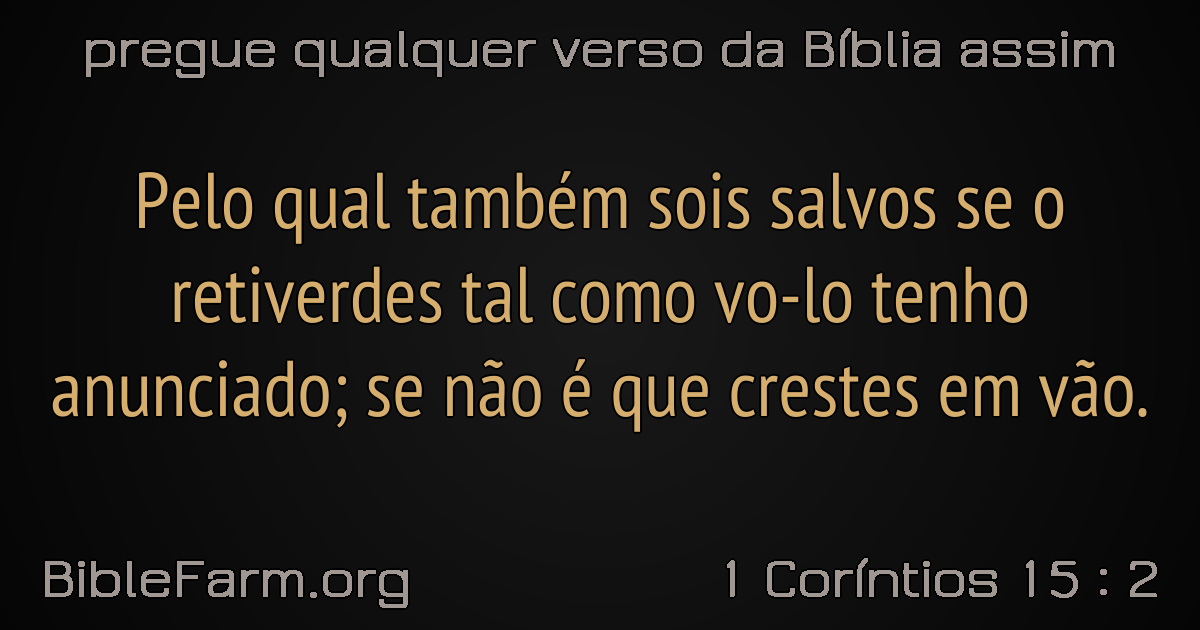 pregue qualquer verso da Bíblia assim
Pelo qual também sois salvos se o
retiverdes tal como vo-lo tenho
anunciado; se não é que crestes em vão.
BibleFarm.org
1 Coríntios 15 : 2